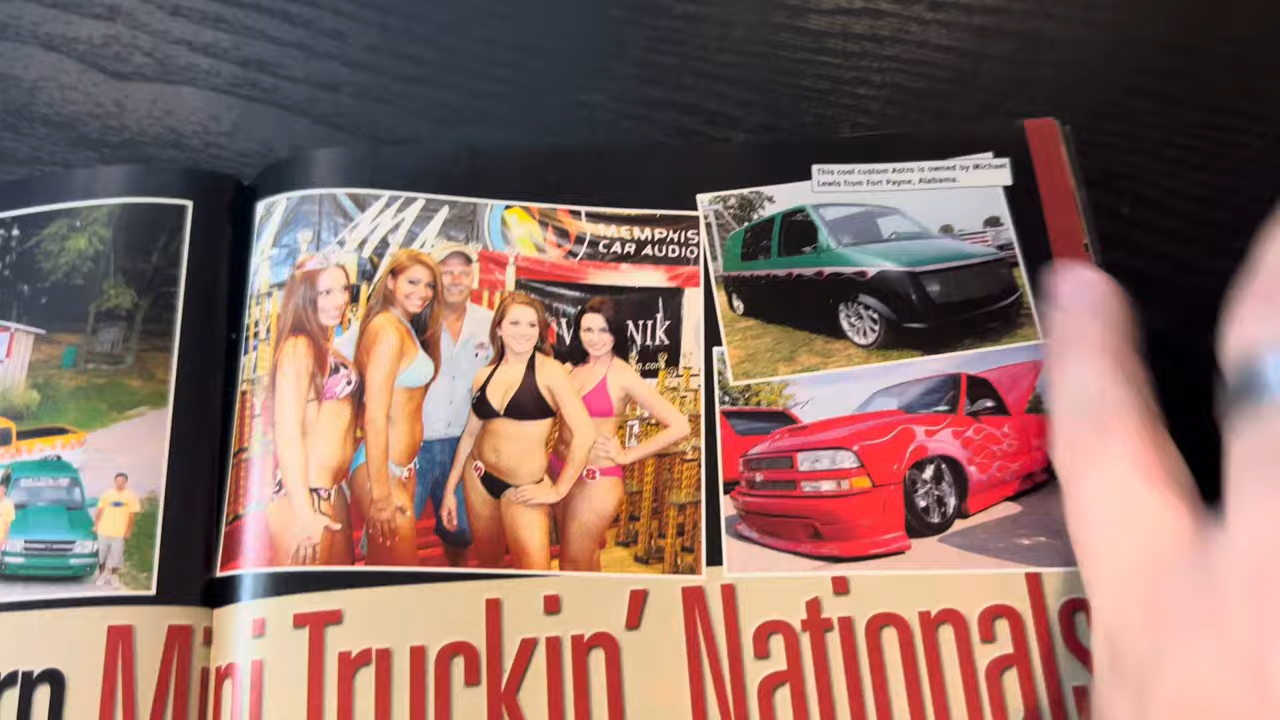 This cool custom Astro is owned by Michael
Lewis from Fort Payne, Alabama.
MEMPHIS
CAR AUDIO
NIK
rn Mini Truckin' Nationals